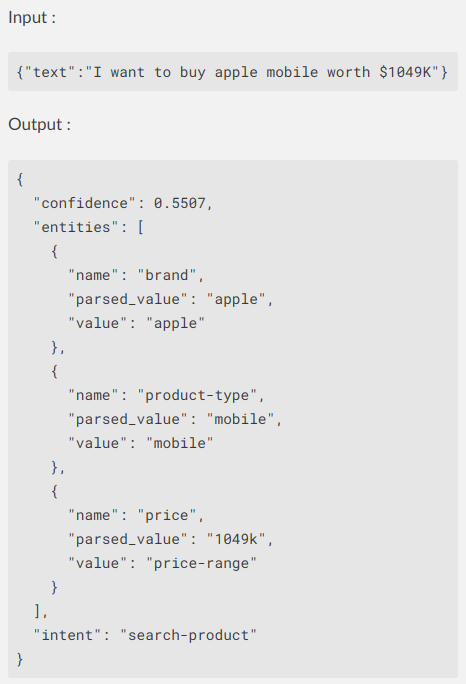 Input :
{"text":"I want to buy apple mobile worth $1049K"}
Output :
{
  "confidence": 0.5507,
  "entities": [
    {
      "name": "brand",
      "parsed_value": "apple",
      "value": "apple"
    },
    {
      "name": "product-type",
      "parsed_value": "mobile",
      "value": "mobile"
    },
    {
      "name": "price",
      "parsed_value": "1049k",
      "value": "price-range"
    }
  ],
  "intent": "search-product"
}